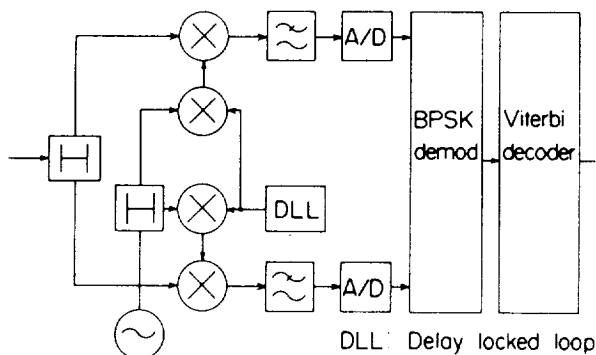 A/D
BPSK
demod
Viterbi
decoder
DLL
A/D
DLL: Delay locked loop